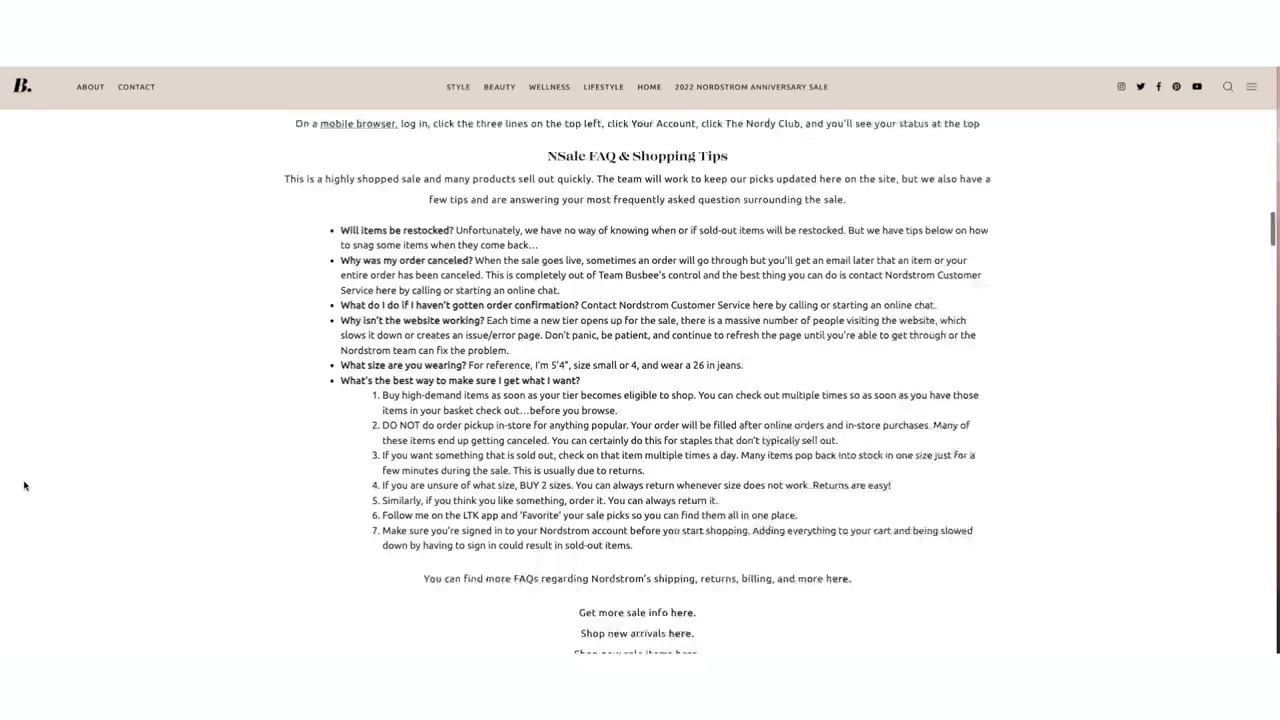 B. ABOUT CONTACT STYLE BEAUTY WELLNESS LIFESTYLE HOME 2022 NORDSTROM ANNIVERSARY SALE
On a mobile browser, log in, click the three lines on the top left, click Your Account, click The Nordy Club, and you'll see your status at the top
NSale FAQ & Shopping Tips
This is a highly shopped sale and many products sell out quickly. The team will work to keep our picks updated here on the site, but we also have a
few tips and are answering your most frequently asked question surrounding the sale.
• Will items be restocked? Unfortunately, we have no way of knowing when or if sold-out items will be restocked. But we have tips below on how
to snag some items when they come back…
• Why was my order canceled? When the sale goes live, sometimes an order will go through but you'll get an email later that an item or your
entire order has been canceled. This is completely out of Team Busbee's control and the best thing you can do is contact Nordstrom Customer
Service here by calling or starting an online chat.
• What do I do if I haven't gotten order confirmation? Contact Nordstrom Customer Service here by calling or starting an online chat.
• Why isn't the website working? Each time a new tier opens up for the sale, there is a massive number of people visiting the website, which
slows it down or creates an issue/error page. Don't panic, be patient, and continue to refresh the page until you're able to get through or the
Nordstrom team can fix the problem.
• What size are you wearing? For reference, I'm 5'4", size small or 4, and wear a 26 in jeans.
• What's the best way to make sure I get what I want?
1. Buy high-demand items as soon as your tier becomes eligible to shop. You can check out multiple times so as soon as you have those
items in your basket check out…before you browse.
2. DO NOT do order pickup in-store for anything popular. Your order will be filled after online orders and in-store purchases. Many of
these items end up getting canceled. You can certainly do this for staples that don't typically sell out.
3. If you want something that is sold out, check on that item multiple times a day. Many items pop back into stock in one size just for a
few minutes during the sale. This is usually due to returns.
4. If you are unsure of what size, BUY 2 sizes. You can always return whenever size does not work. Returns are easy!
5. Similarly, if you think you like something, order it. You can always return it.
6. Follow me on the LTK app and 'Favorite' your sale picks so you can find them all in one place.
7. Make sure you're signed in to your Nordstrom account before you start shopping. Adding everything to your cart and being slowed
down by having to sign in could result in sold-out items.
You can find more FAQs regarding Nordstrom's shipping, returns, billing, and more here.
Get more sale info here.
Shop new arrivals here.
Shop new sale items here.